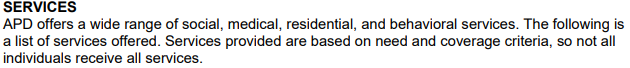 SERVICES
APD offers a wide range of social, medical, residential, and behavioral services. The following is
a list of services offered. Services provided are based on need and coverage criteria, so not all
individuals receive all services.